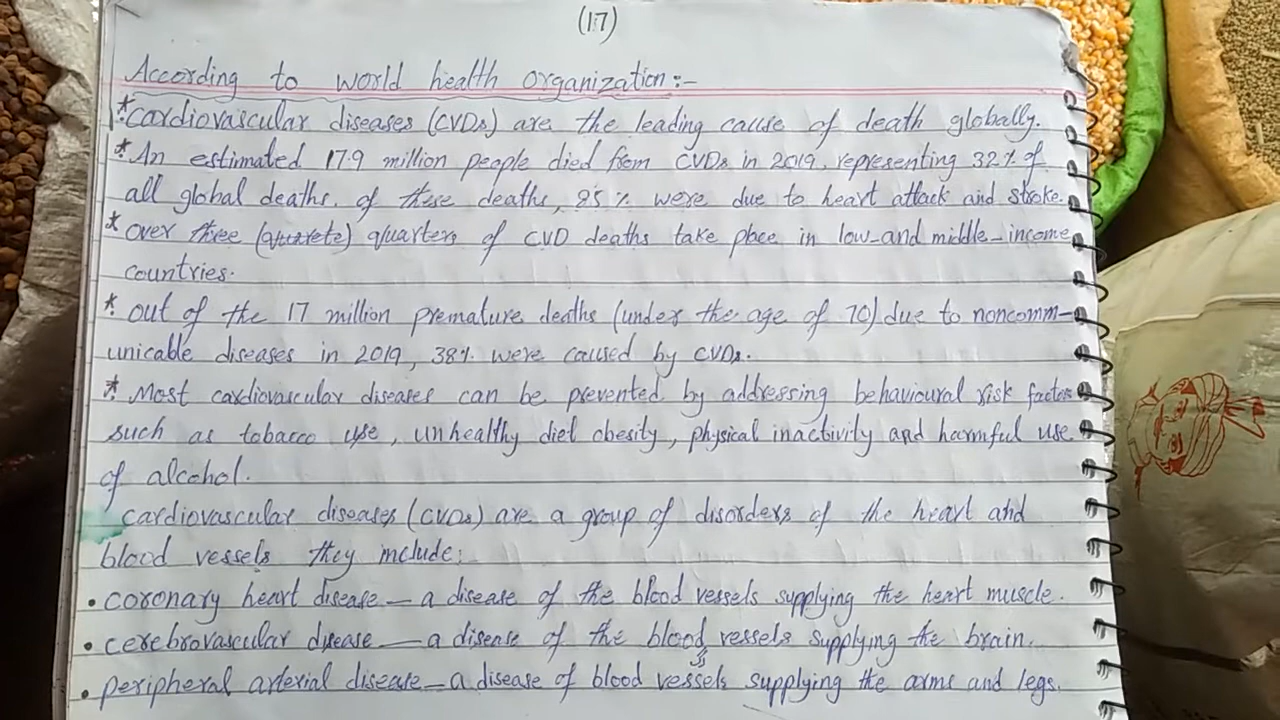 (17)
According to world health organization:-
* cardiovascular diseases (CVDs) are the leading cause of death globally.
* An estimated 17.9 million people died from CVDs in 2019, representing 32% of
all global deaths. of these deaths, 85% were due to heart attack and stroke.
* over three (quarete) quarters of CVD deaths take place in low-and middle-income
countries.
* out of the 17 million premature deaths (under the age of 70) due to noncomm-
unicable diseases in 2019, 38% were caused by CVDs.
* Most cardiovascular diseases can be prevented by addressing behavioural risk factors
such as tobacco use, unhealthy diet obesity, physical inactivity and harmful use
of alcohol.
cardiovascular diseases (CVDs) are a group of disorders of the heart and
blood vessels they include:
• coronary heart disease — a disease of the blood vessels supplying the heart muscle.
• cerebrovascular disease — a disease of the blood vessels supplying the brain.
• peripheral arterial disease — a disease of blood vessels supplying the arms and legs.